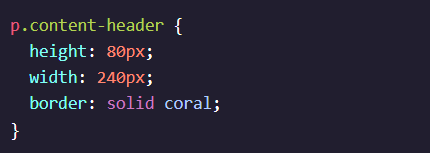 p.content-header {
  height: 80px;
  width: 240px;
  border: solid coral;
}